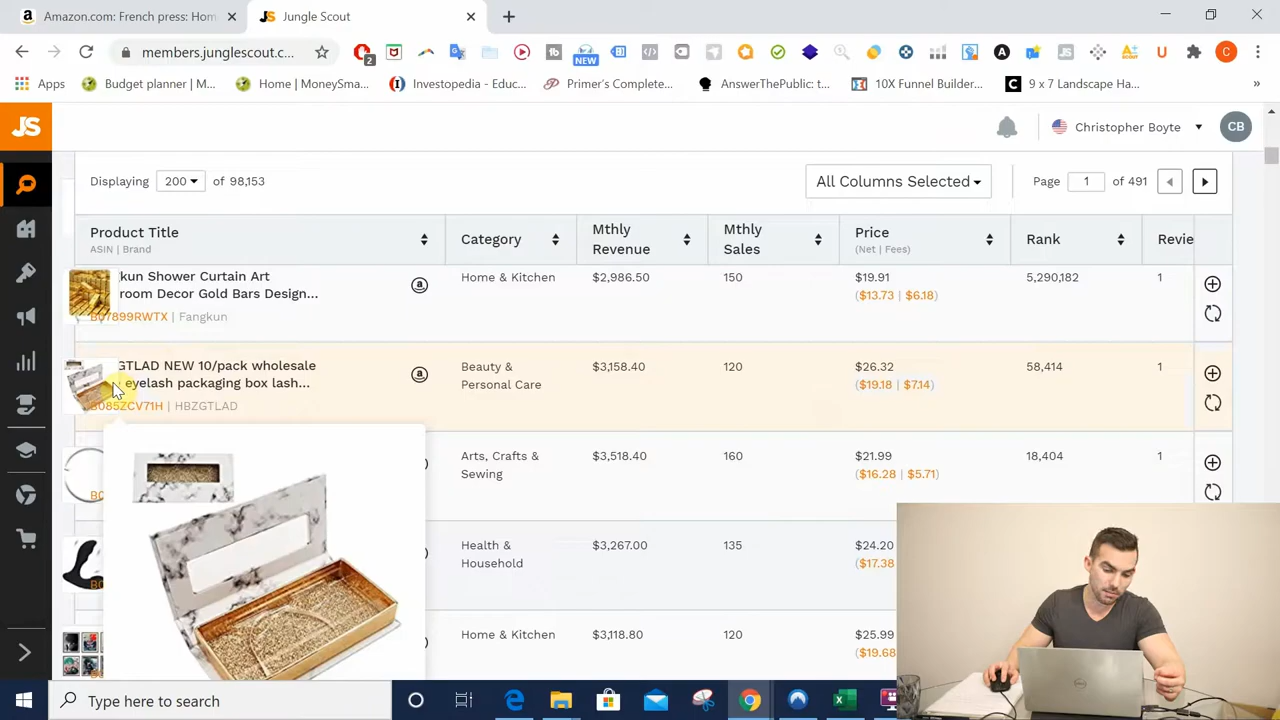 Amazon.com: French press: Hom
Jungle Scout
members.junglescout.c...
2
NEW
C
Apps
Budget planner | M...
Home | MoneySma...
Investopedia - Educ...
Primer's Complete...
AnswerThePublic: t...
10X Funnel Builder...
9 x 7 Landscape Ha...
»
JS
Christopher Boyte
CB
Displaying 200 of 98,153
All Columns Selected
Page 1 of 491
Product Title
ASIN | Brand
Category
Mthly Revenue
Mthly Sales
Price
(Net | Fees)
Rank
Revie
kun Shower Curtain Art
room Decor Gold Bars Design...
B07899RWTX | Fangkun
Home & Kitchen
$2,986.50
150
$19.91
($13.73 | $6.18)
5,290,182
1
GTLAD NEW 10/pack wholesale
eyelash packaging box lash...
B085ZCV71H | HBZGTLAD
Beauty &
Personal Care
$3,158.40
120
$26.32
($19.18 | $7.14)
58,414
1
B0
Arts, Crafts &
Sewing
$3,518.40
160
$21.99
($16.28 | $5.71)
18,404
1
B0
Health &
Household
$3,267.00
135
$24.20
($17.38
Home & Kitchen
$3,118.80
120
$25.99
($19.68
Type here to search